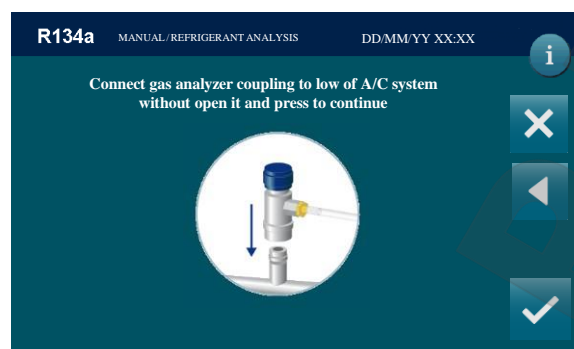 R134a MANUAL/REFRIGERANT ANALYSIS DD/MM/YY XX:XX
i
Connect gas analyzer coupling to low of A/C system
without open it and press to continue